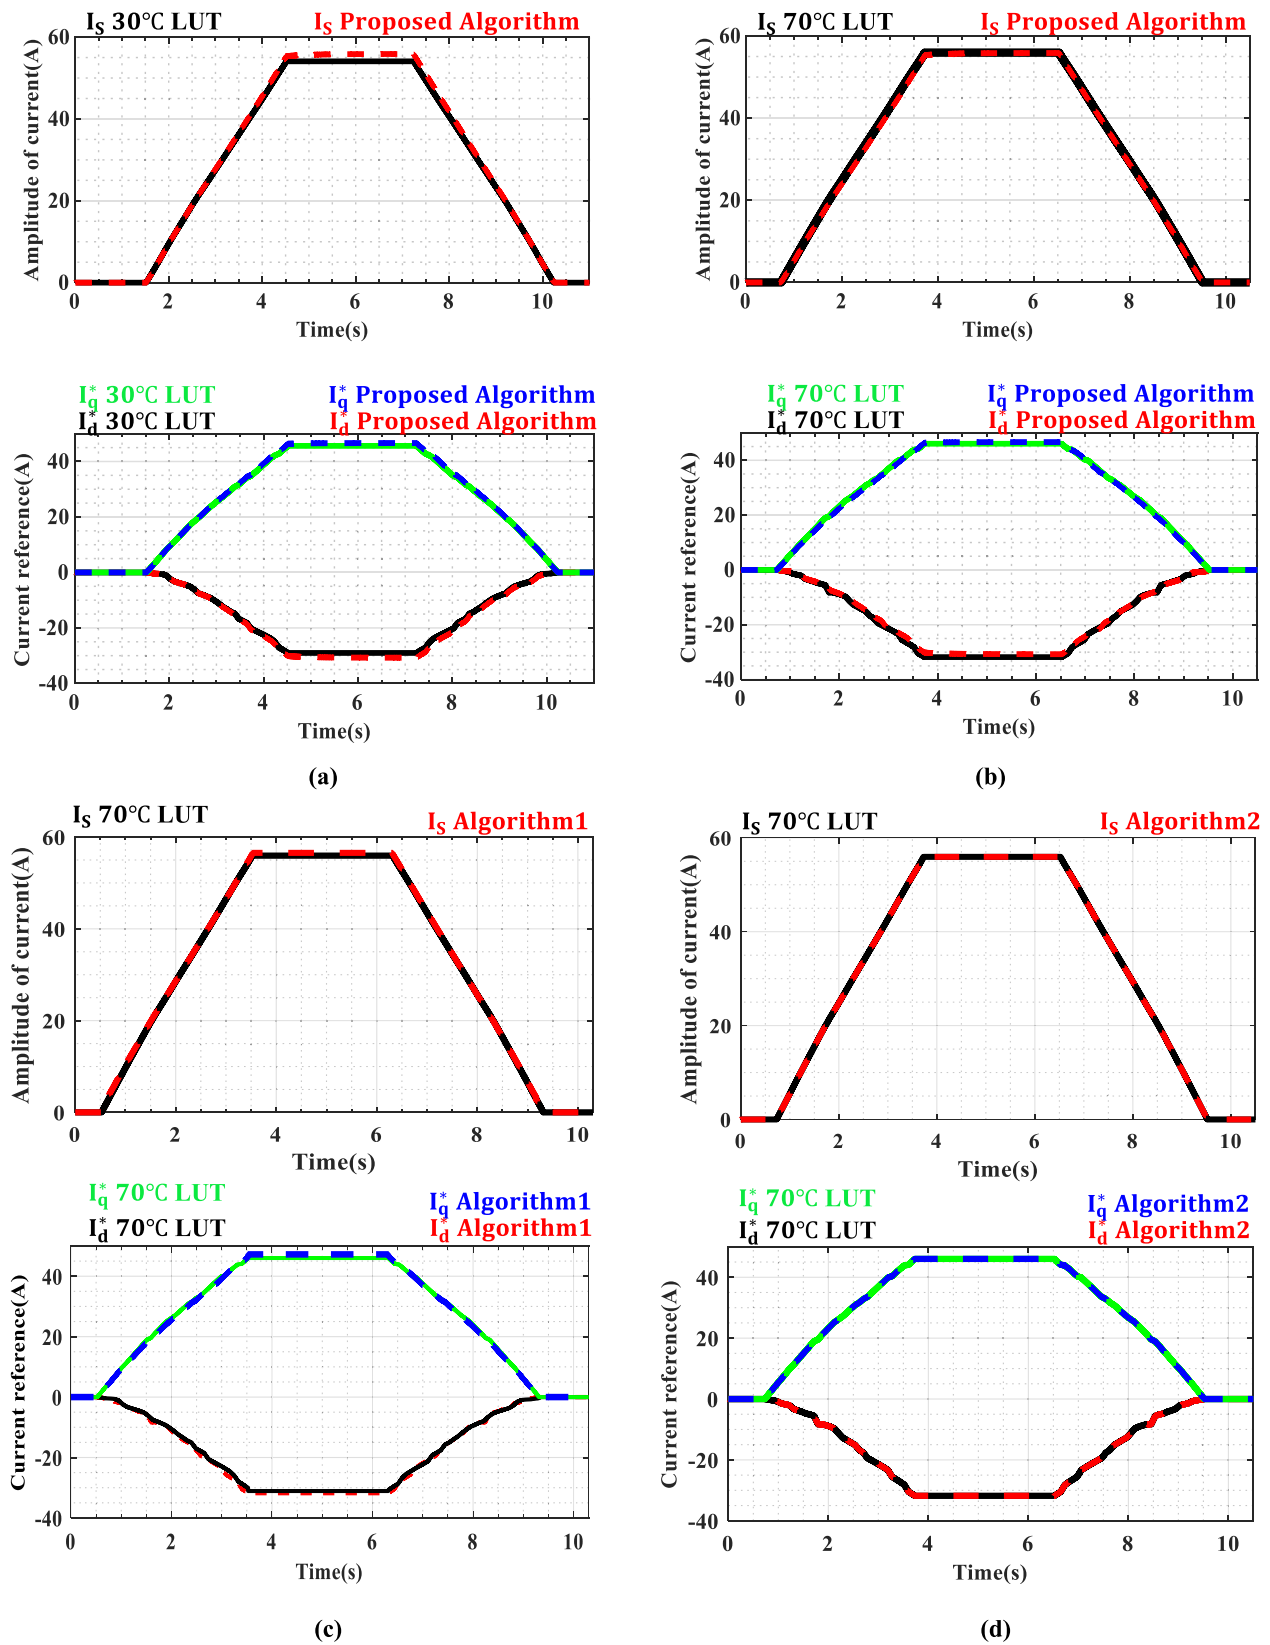 I_S 30℃ LUT I_S Proposed Algorithm
60
40
20
0
Amplitude of current(A)
0 2 4 6 8 10
Time(s)
I_S 70℃ LUT I_S Proposed Algorithm
60
40
20
0
Amplitude of current(A)
0 2 4 6 8 10
Time(s)
I_q^* 30℃ LUT I_q^* Proposed Algorithm
I_d^* 30℃ LUT I_d^* Proposed Algorithm
40
20
0
-20
-40
Current reference(A)
0 2 4 6 8 10
Time(s)
(a)
I_q^* 70℃ LUT I_q^* Proposed Algorithm
I_d^* 70℃ LUT I_d^* Proposed Algorithm
40
20
0
-20
-40
Current reference(A)
0 2 4 6 8 10
Time(s)
(b)
I_S 70℃ LUT I_S Algorithm1
60
40
20
0
Amplitude of current(A)
0 2 4 6 8 10
Time(s)
I_S 70℃ LUT I_S Algorithm2
60
40
20
0
Amplitude of current(A)
0 2 4 6 8 10
Time(s)
I_q^* 70℃ LUT I_q^* Algorithm1
I_d^* 70℃ LUT I_d^* Algorithm1
40
20
0
-20
-40
Current reference(A)
0 2 4 6 8 10
Time(s)
(c)
I_q^* 70℃ LUT I_q^* Algorithm2
I_d^* 70℃ LUT I_d^* Algorithm2
40
20
0
-20
-40
Current reference(A)
0 2 4 6 8 10
Time(s)
(d)